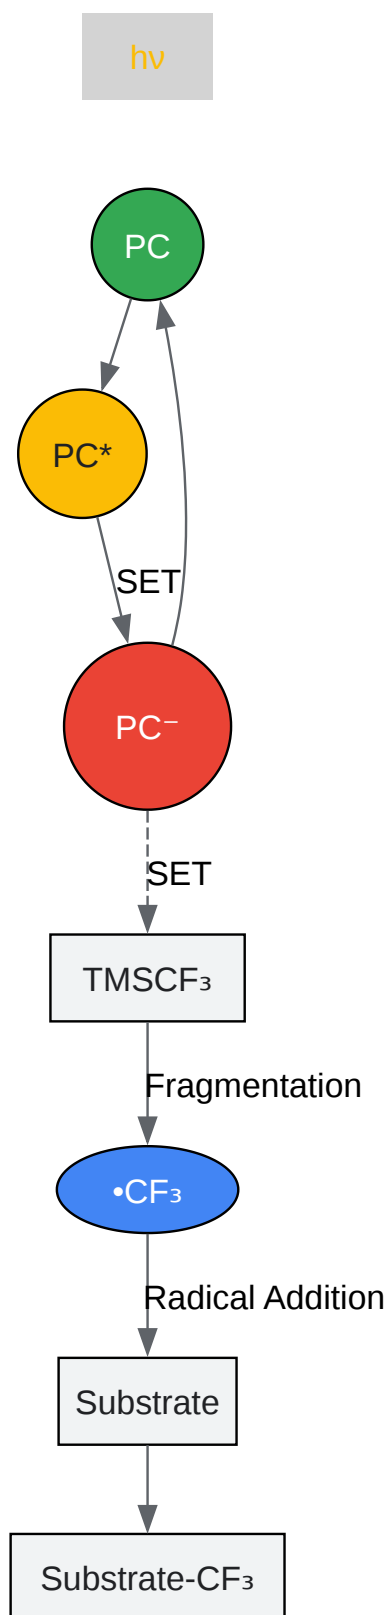 hν
PC
PC*
SET
PC⁻
SET
TMSCF₃
Fragmentation
•CF₃
Radical Addition
Substrate
Substrate-CF₃